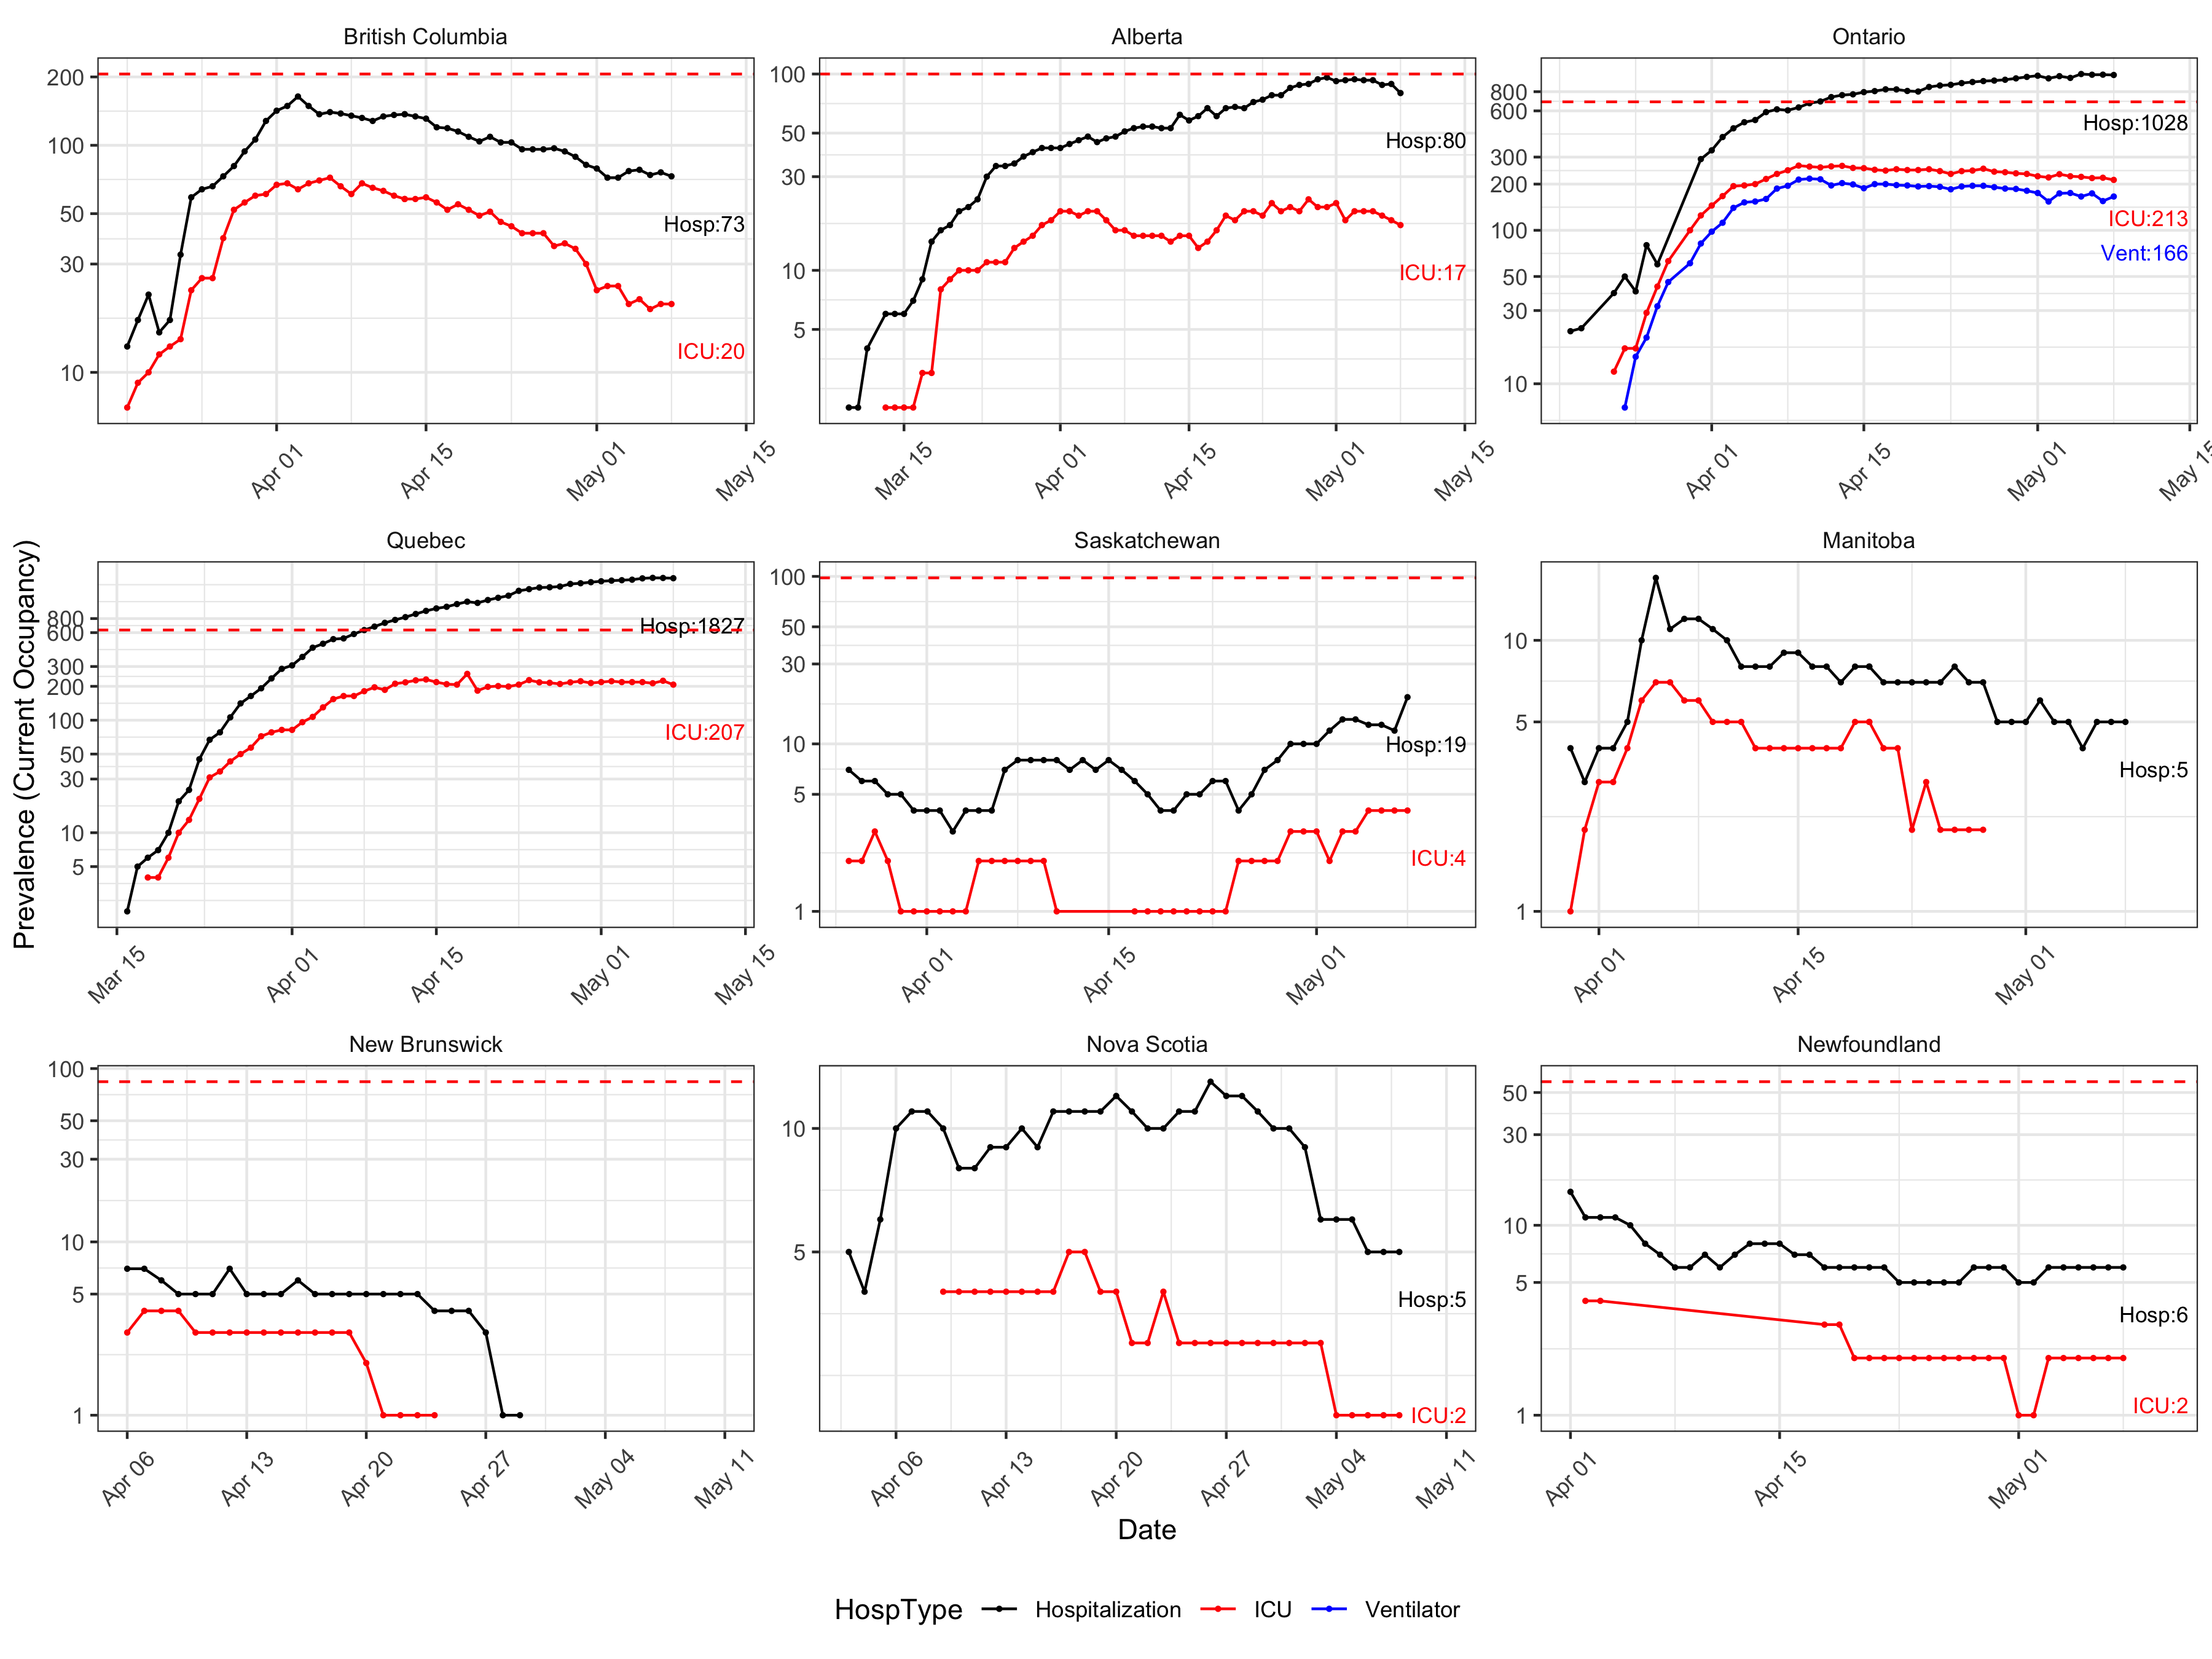 British Columbia
Alberta
Ontario
200
100
50
30
10
Hosp:73
ICU:20
Apr 01
Apr 15
May 01
May 15
100
50
30
10
5
Hosp:80
ICU:17
Mar 15
Apr 01
Apr 15
May 01
May 15
800
600
300
200
100
50
30
10
Hosp:1028
ICU:213
Vent:166
Apr 01
Apr 15
May 01
May 15
Prevalence (Current Occupancy)
Quebec
Saskatchewan
Manitoba
800
600
300
200
100
50
30
10
5
Hosp:1827
ICU:207
Mar 15
Apr 01
Apr 15
May 01
May 15
100
50
30
10
5
1
Hosp:19
ICU:4
Apr 01
Apr 15
May 01
10
5
1
Hosp:5
Apr 01
Apr 15
May 01
New Brunswick
Nova Scotia
Newfoundland
100
50
30
10
5
1
Apr 06
Apr 13
Apr 20
Apr 27
May 04
May 11
10
5
Hosp:5
ICU:2
Apr 06
Apr 13
Apr 20
Apr 27
May 04
May 11
50
30
10
5
1
Hosp:6
ICU:2
Apr 01
Apr 15
May 01
Date
HospType Hospitalization ICU Ventilator